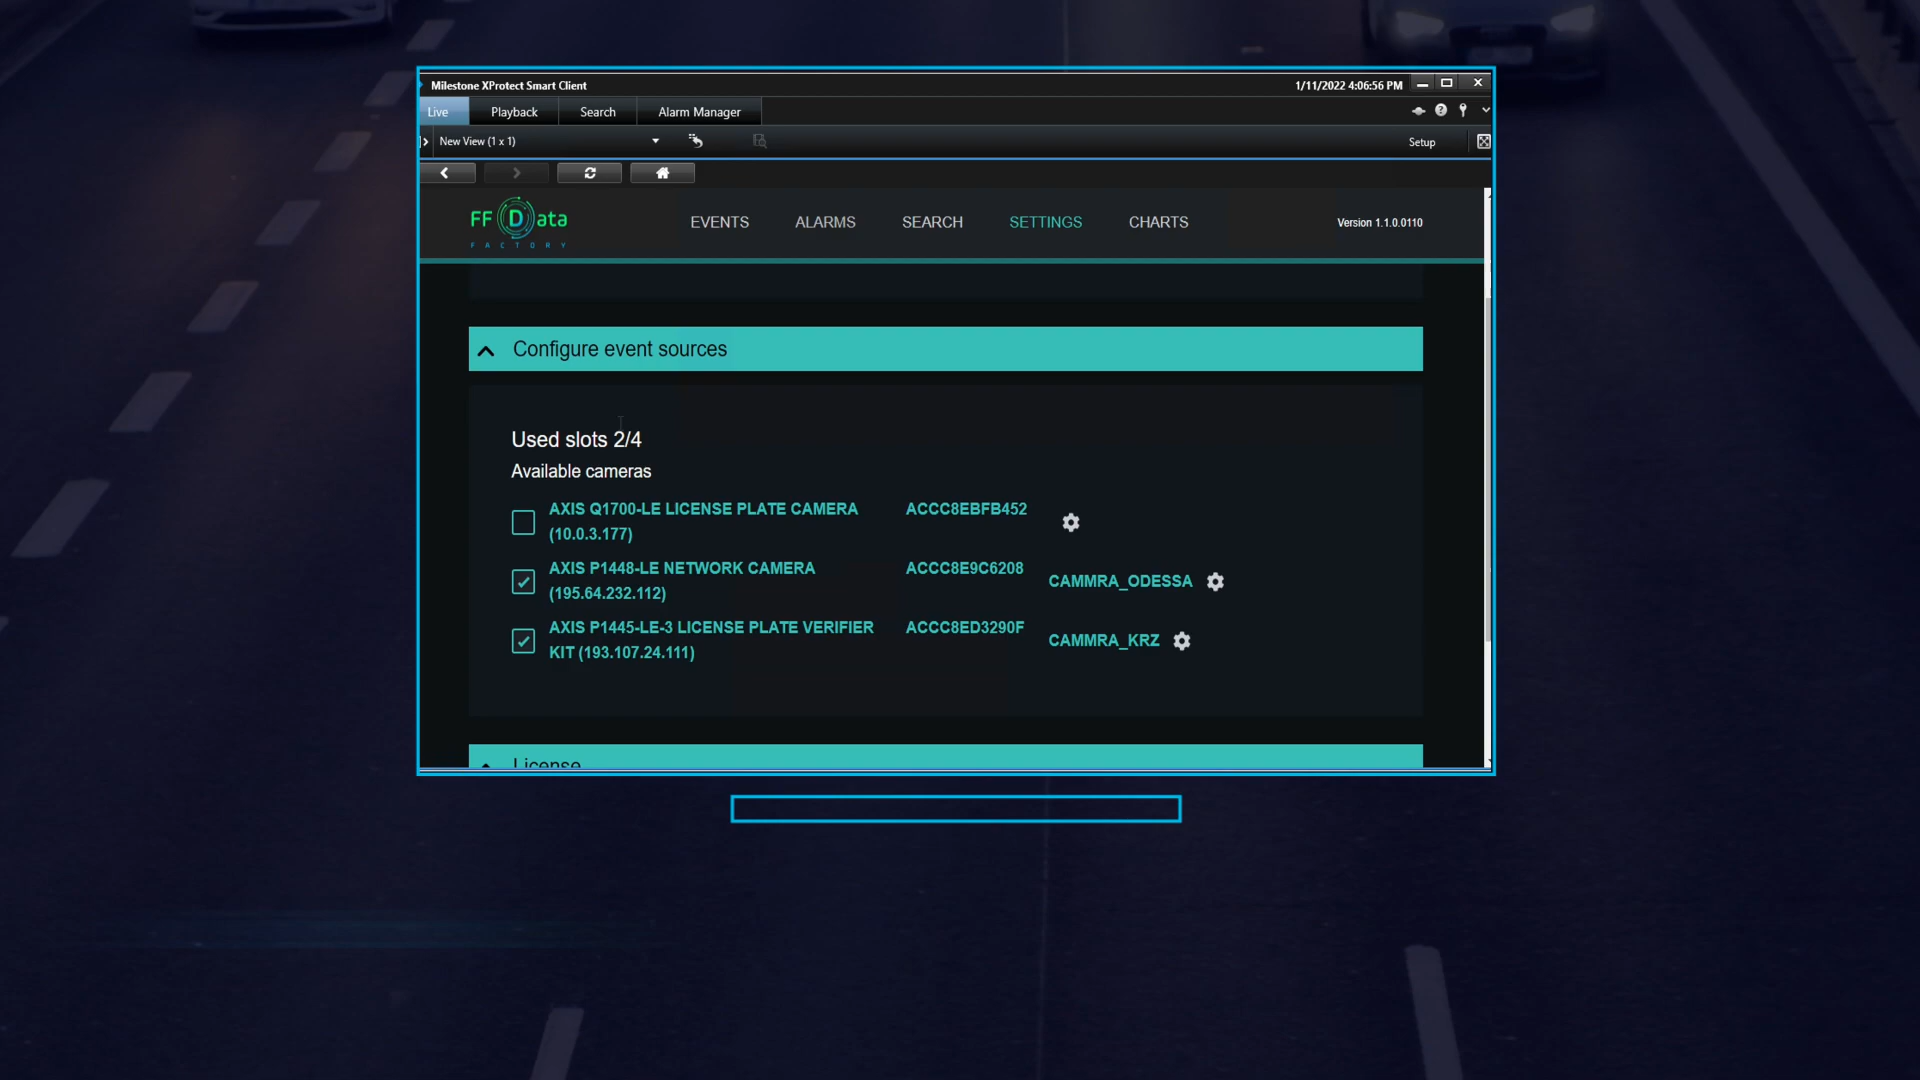 Milestone XProtect Smart Client
1/11/2022 4:06:56 PM
Live
Playback
Search
Alarm Manager
New View (1 x 1)
Setup
FF Data
FACTORY
EVENTS
ALARMS
SEARCH
SETTINGS
CHARTS
Version 1.1.0.0110
Configure event sources
Used slots 2/4
Available cameras
AXIS Q1700-LE LICENSE PLATE CAMERA
(10.0.3.177)
ACCC8EBFB452
AXIS P1448-LE NETWORK CAMERA
(195.64.232.112)
ACCC8E9C6208
CAMMRA_ODESSA
AXIS P1445-LE-3 LICENSE PLATE VERIFIER
KIT (193.107.24.111)
ACCC8ED3290F
CAMMRA_KRZ
License